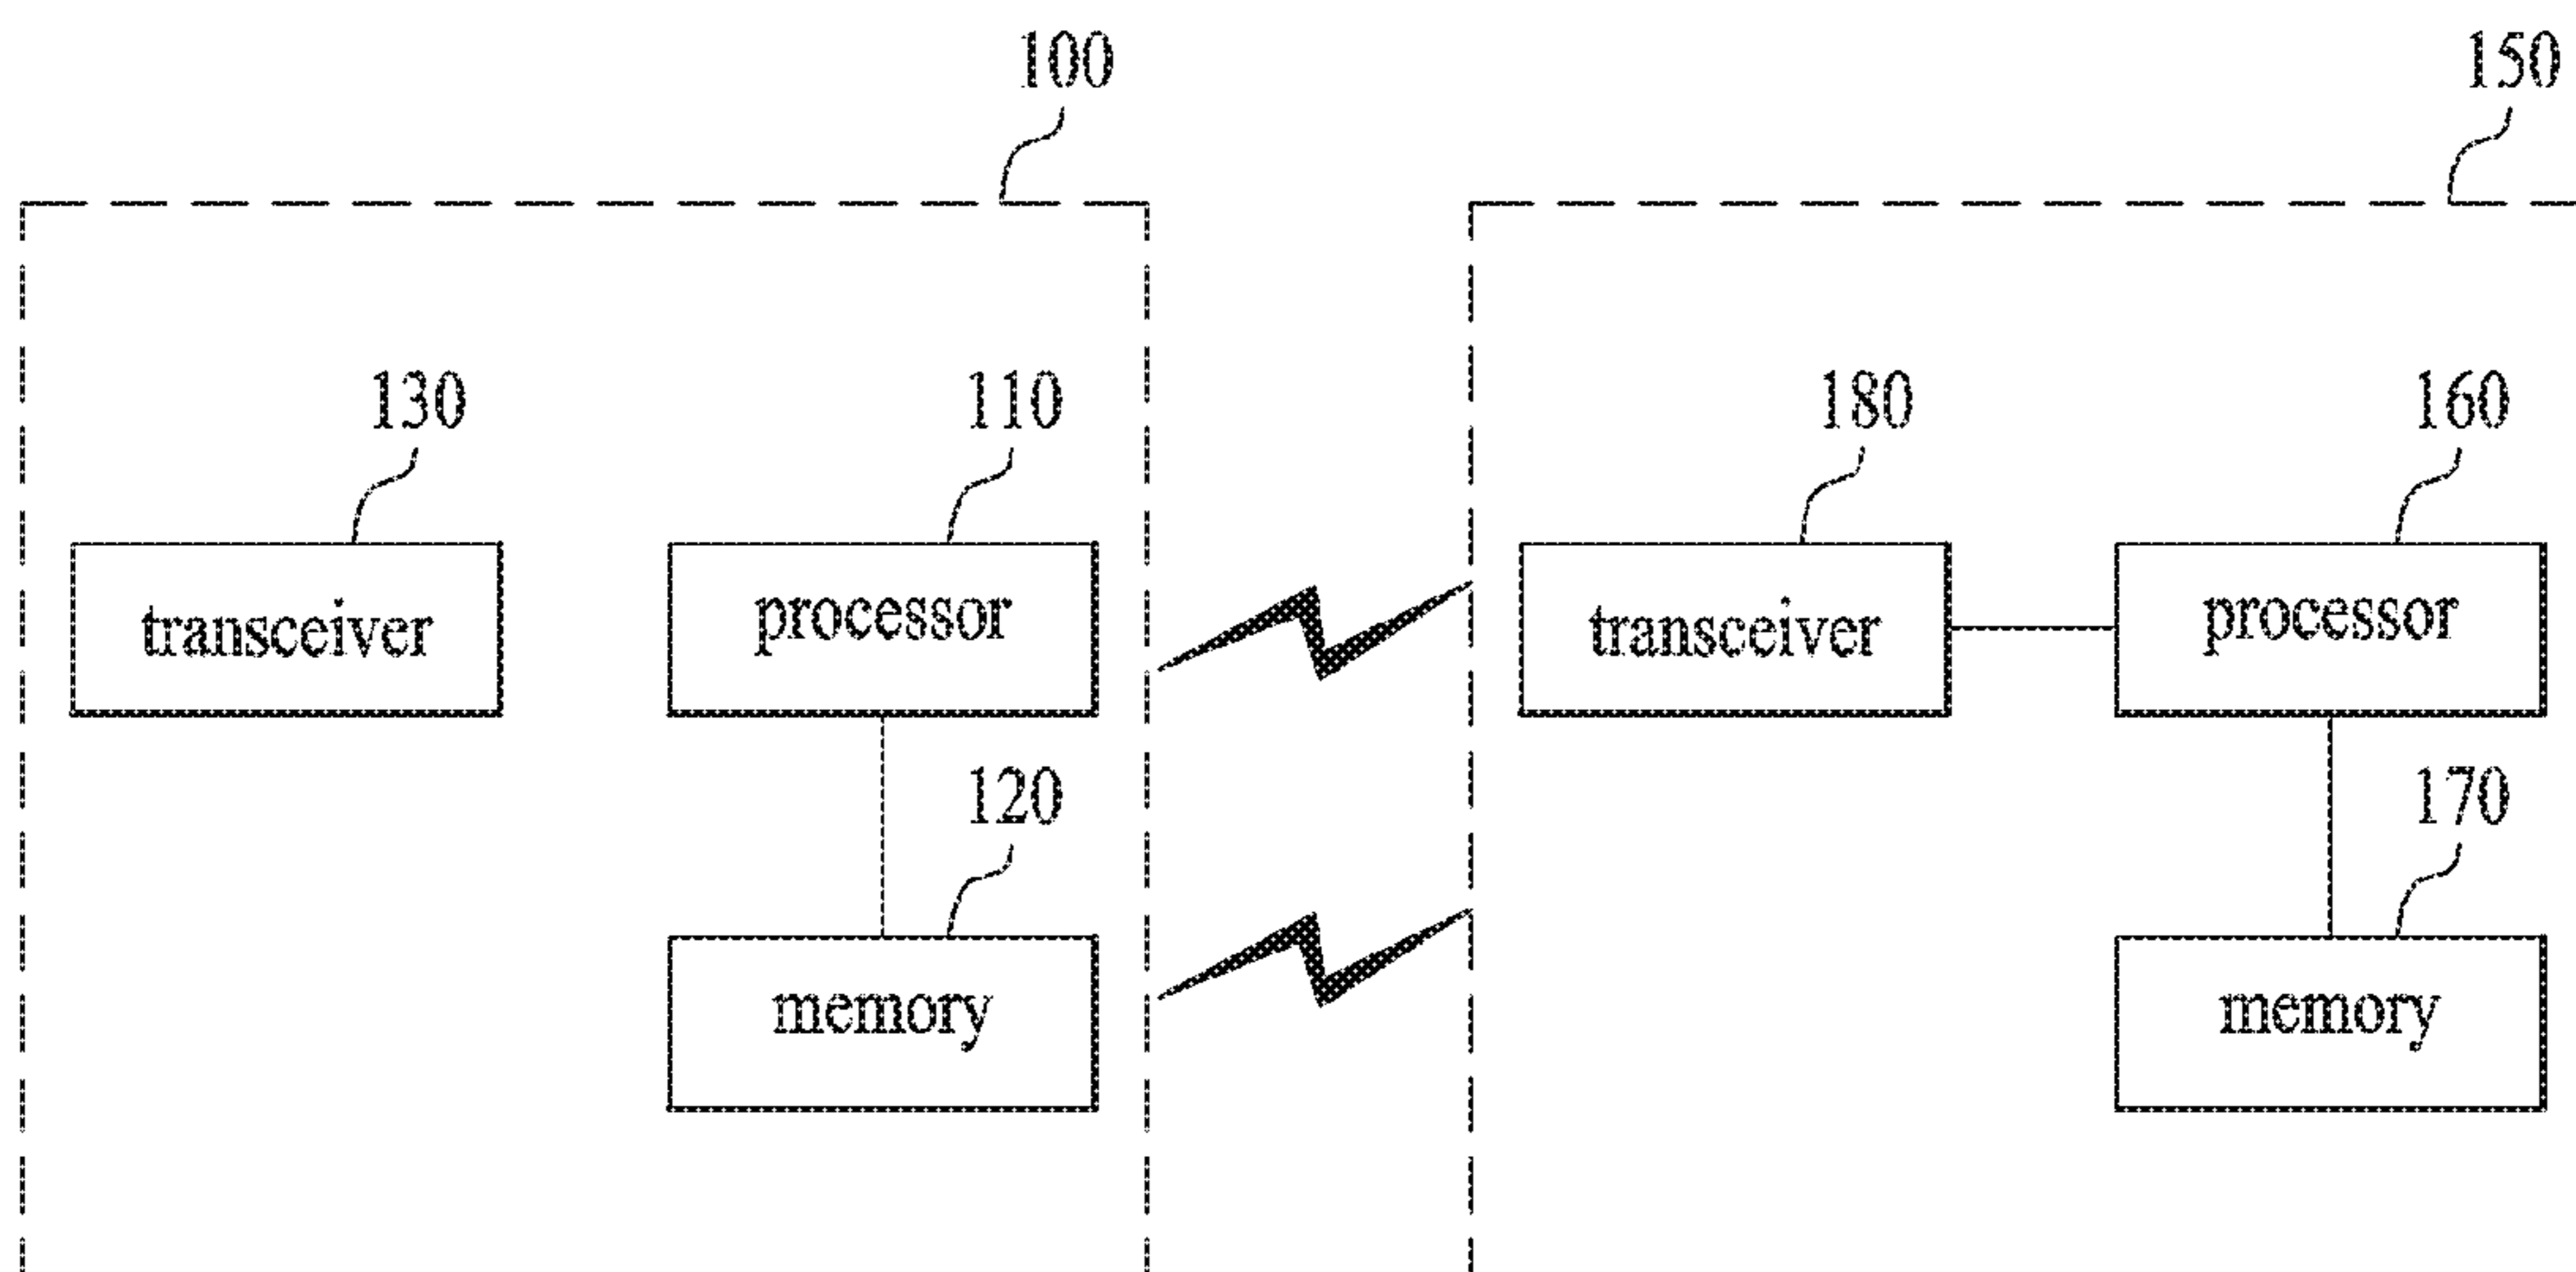 100 150
130 110 180 160
transceiver processor transceiver processor
120 170
memory memory